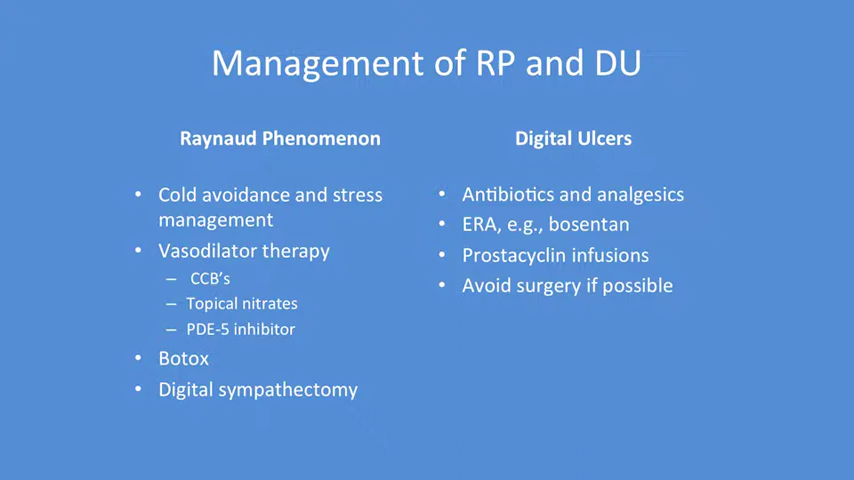 Management of RP and DU
Raynaud Phenomenon
• Cold avoidance and stress
management
• Vasodilator therapy
– CCB's
– Topical nitrates
– PDE-5 inhibitor
• Botox
• Digital sympathectomy
Digital Ulcers
• Antibiotics and analgesics
• ERA, e.g., bosentan
• Prostacyclin infusions
• Avoid surgery if possible